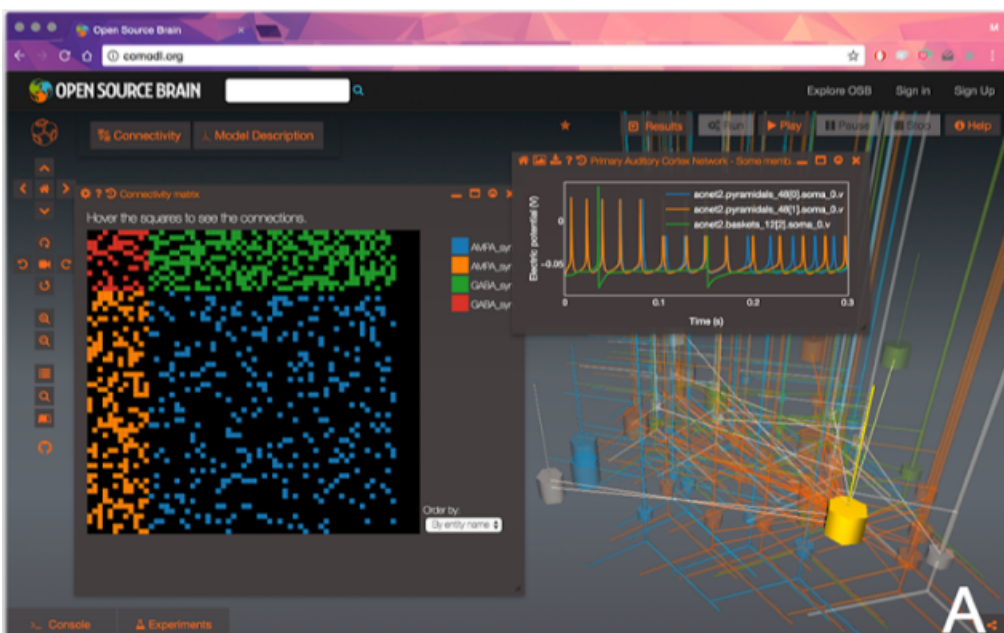 Open Source Brain
comodl.org
OPEN SOURCE BRAIN
Explore OSB Sign in Sign Up
Connectivity Model Description
Results Run Play Pause Stop Help
Primary Auditory Cortex Network - Some memb...
Connectivity matrix
Hover the squares to see the connections.
AMPA_syn
AMPA_syn
GABA_syn
GABA_syn
Electric potential (V)
acnet2.pyramidals_48[0].soma_0.v
acnet2.pyramidals_48[1].soma_0.v
acnet2.baskets_12[2].soma_0.v
0
−0.05
0 0.1 0.2 0.3
Time (s)
Order by:
By entity name
Console Experiments
A